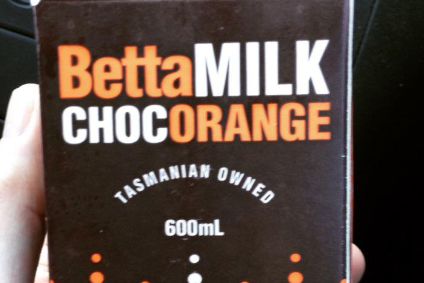 BettaMILK
CHOCORANGE
TASMANIAN OWNED
600mL